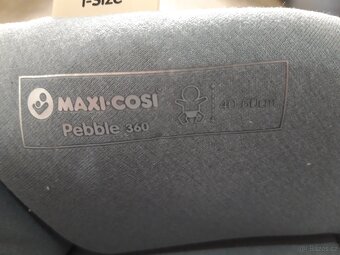 i-Size
MAXI-COSI
Pebble 360
40-60cm